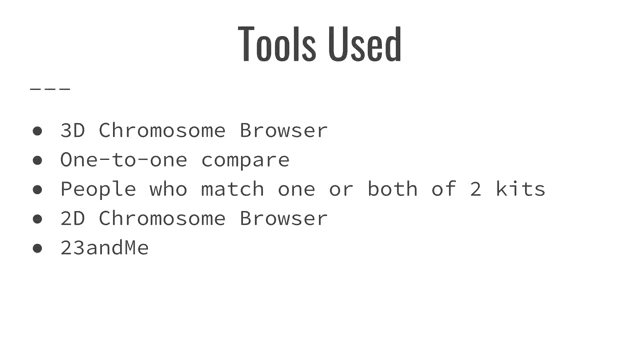 Tools Used
● 3D Chromosome Browser
● One-to-one compare
● People who match one or both of 2 kits
● 2D Chromosome Browser
● 23andMe